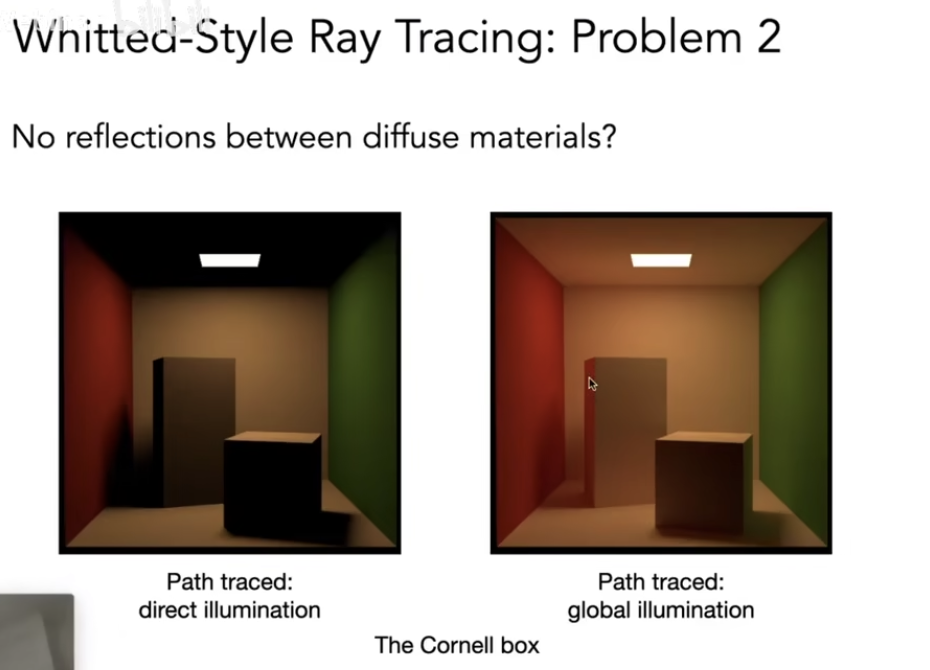 Whitted-Style Ray Tracing: Problem 2
No reflections between diffuse materials?
Path traced:
direct illumination
Path traced:
global illumination
The Cornell box